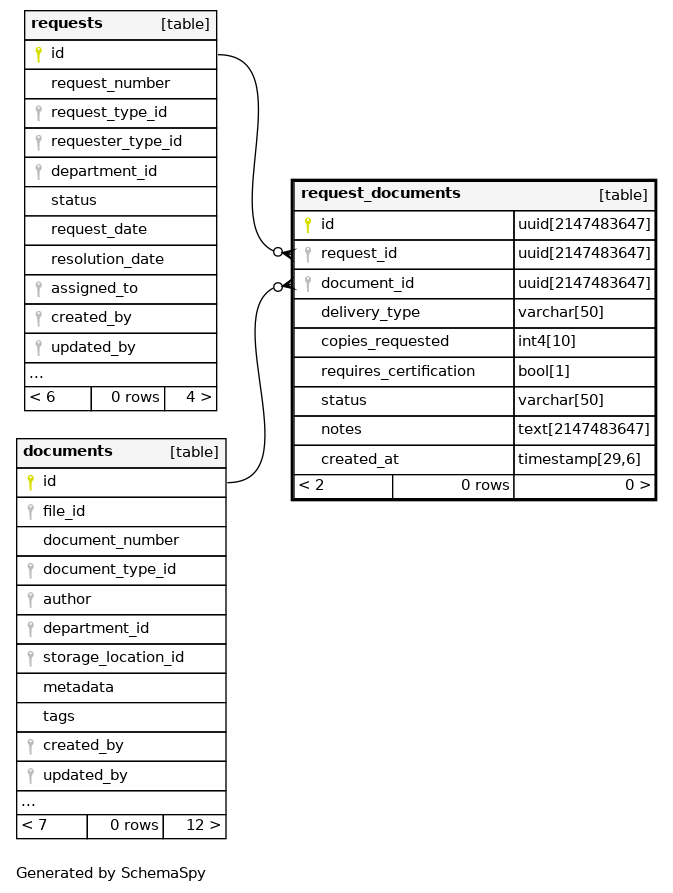 requests [table]
id
request_number
request_type_id
requester_type_id
department_id
status
request_date
resolution_date
assigned_to
created_by
updated_by
...
< 6 0 rows 4 >
request_documents [table]
id uuid[2147483647]
request_id uuid[2147483647]
document_id uuid[2147483647]
delivery_type varchar[50]
copies_requested int4[10]
requires_certification bool[1]
status varchar[50]
notes text[2147483647]
created_at timestamp[29,6]
< 2 0 rows 0 >
documents [table]
id
file_id
document_number
document_type_id
author
department_id
storage_location_id
metadata
tags
created_by
updated_by
...
< 7 0 rows 12 >
Generated by SchemaSpy